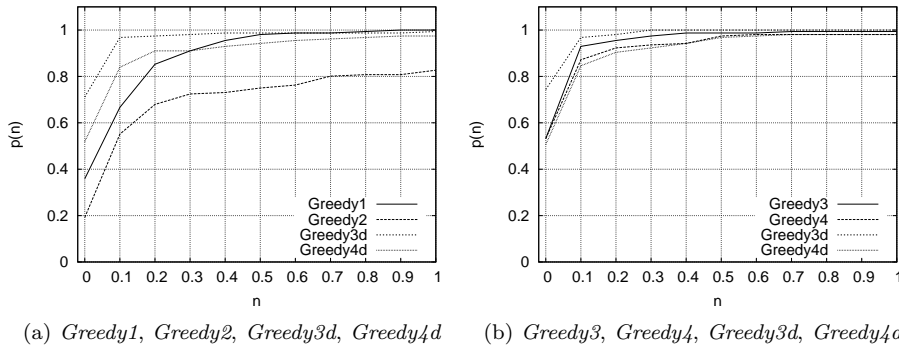 1
0.8
0.6
0.4
0.2
0
p(n)
Greedy1
Greedy2
Greedy3d
Greedy4d
0 0.1 0.2 0.3 0.4 0.5 0.6 0.7 0.8 0.9 1
n
(a) Greedy1, Greedy2, Greedy3d, Greedy4d
1
0.8
0.6
0.4
0.2
0
p(n)
Greedy3
Greedy4
Greedy3d
Greedy4d
0 0.1 0.2 0.3 0.4 0.5 0.6 0.7 0.8 0.9 1
n
(b) Greedy3, Greedy4, Greedy3d, Greedy4d